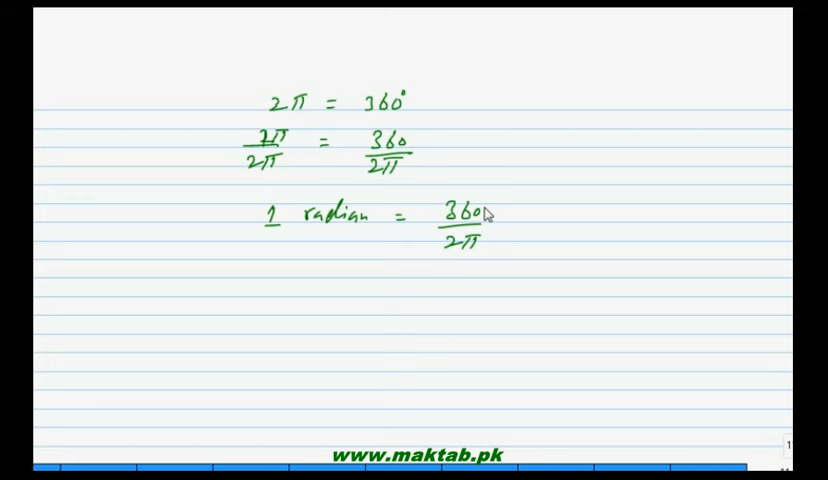 2π = 360°
2π/2π = 360/2π
1 radian = 360/2π
www.maktab.pk